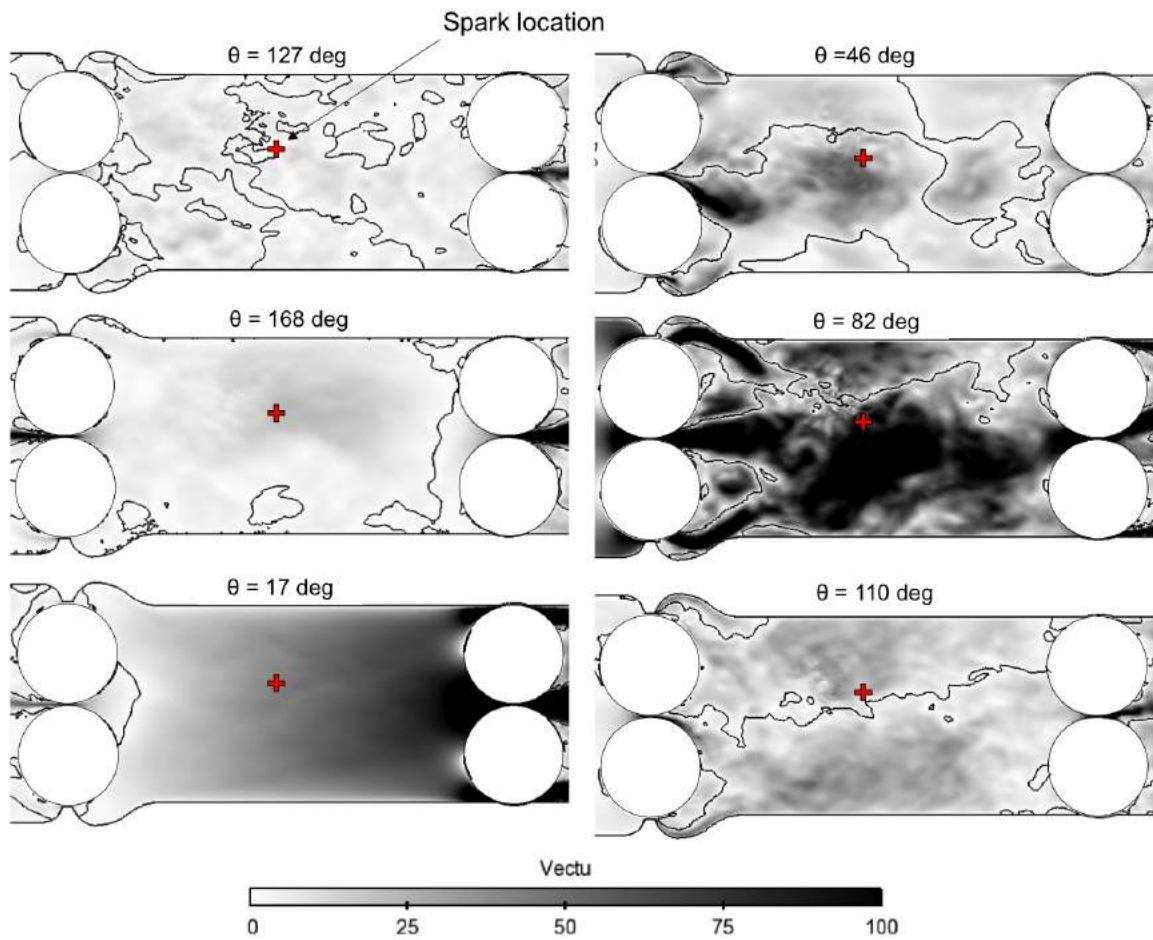 Spark location
θ = 127 deg
θ =46 deg
θ = 168 deg
θ = 82 deg
θ = 17 deg
θ = 110 deg
Vectu
0 25 50 75 100